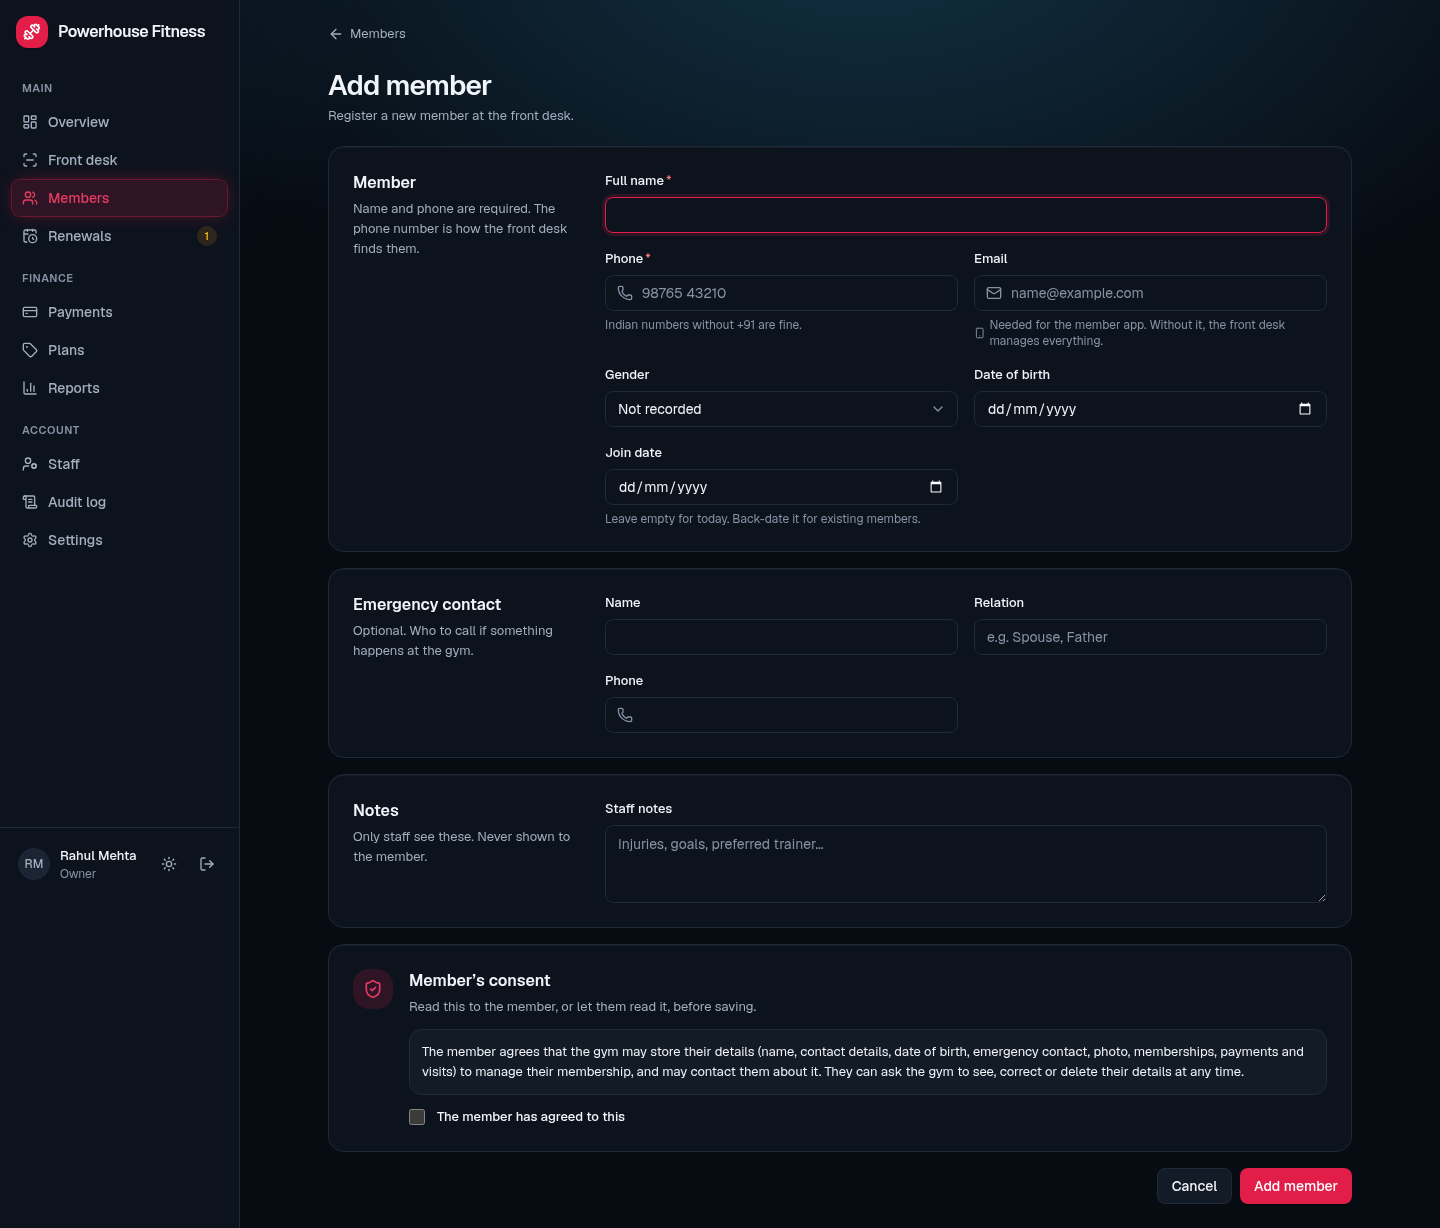 Powerhouse Fitness
MAIN
Overview
Front desk
Members
Renewals 1
FINANCE
Payments
Plans
Reports
ACCOUNT
Staff
Audit log
Settings
RM
Rahul Mehta
Owner
Members
Add member
Register a new member at the front desk.
Member
Name and phone are required. The
phone number is how the front desk
finds them.
Full name *
Phone *
98765 43210
Indian numbers without +91 are fine.
Email
name@example.com
Needed for the member app. Without it, the front desk
manages everything.
Gender
Not recorded
Date of birth
dd/mm/yyyy
Join date
dd/mm/yyyy
Leave empty for today. Back-date it for existing members.
Emergency contact
Optional. Who to call if something
happens at the gym.
Name
Relation
e.g. Spouse, Father
Phone
Notes
Only staff see these. Never shown to
the member.
Staff notes
Injuries, goals, preferred trainer…
Member’s consent
Read this to the member, or let them read it, before saving.
The member agrees that the gym may store their details (name, contact details, date of birth, emergency contact, photo, memberships, payments and
visits) to manage their membership, and may contact them about it. They can ask the gym to see, correct or delete their details at any time.
The member has agreed to this
Cancel
Add member